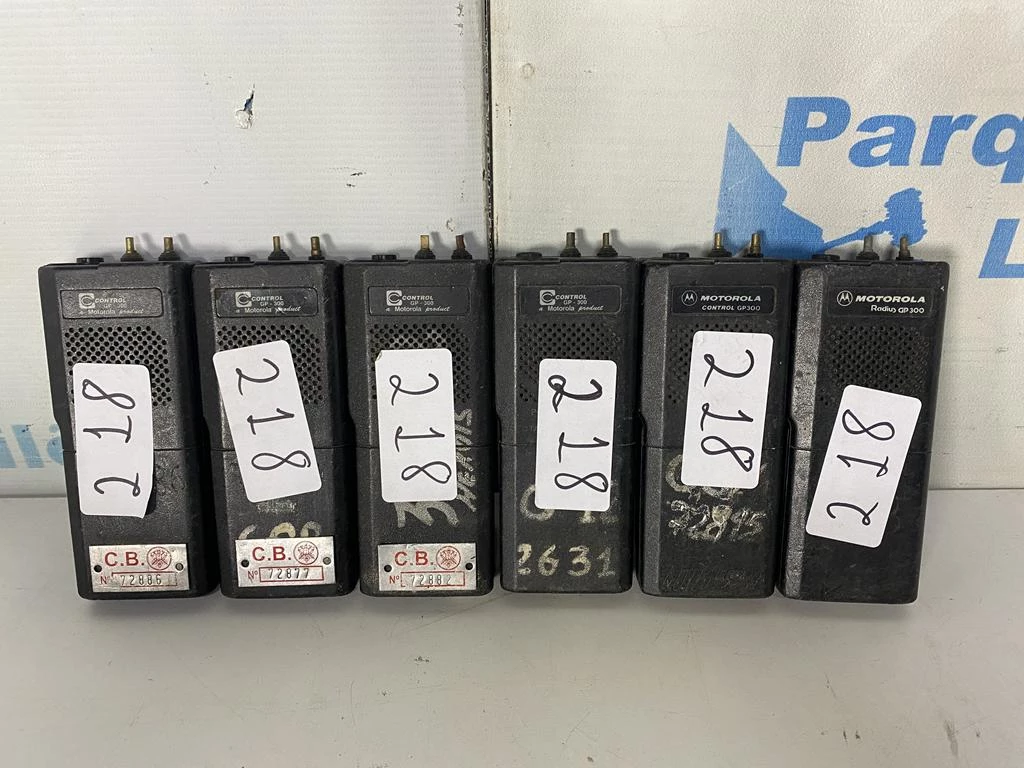 Parq
L
CONTROL
GP - 300
a Motorola product
218
C.B.
Nº 72886
CONTROL
GP - 300
a Motorola product
218
C.B.
Nº 72877
CONTROL
GP - 300
a Motorola product
218
3
C.B.
Nº 72882
CONTROL
GP - 300
a Motorola product
218
2631
MOTOROLA
CONTROL GP300
218
72895
MOTOROLA
Radius GP300
218